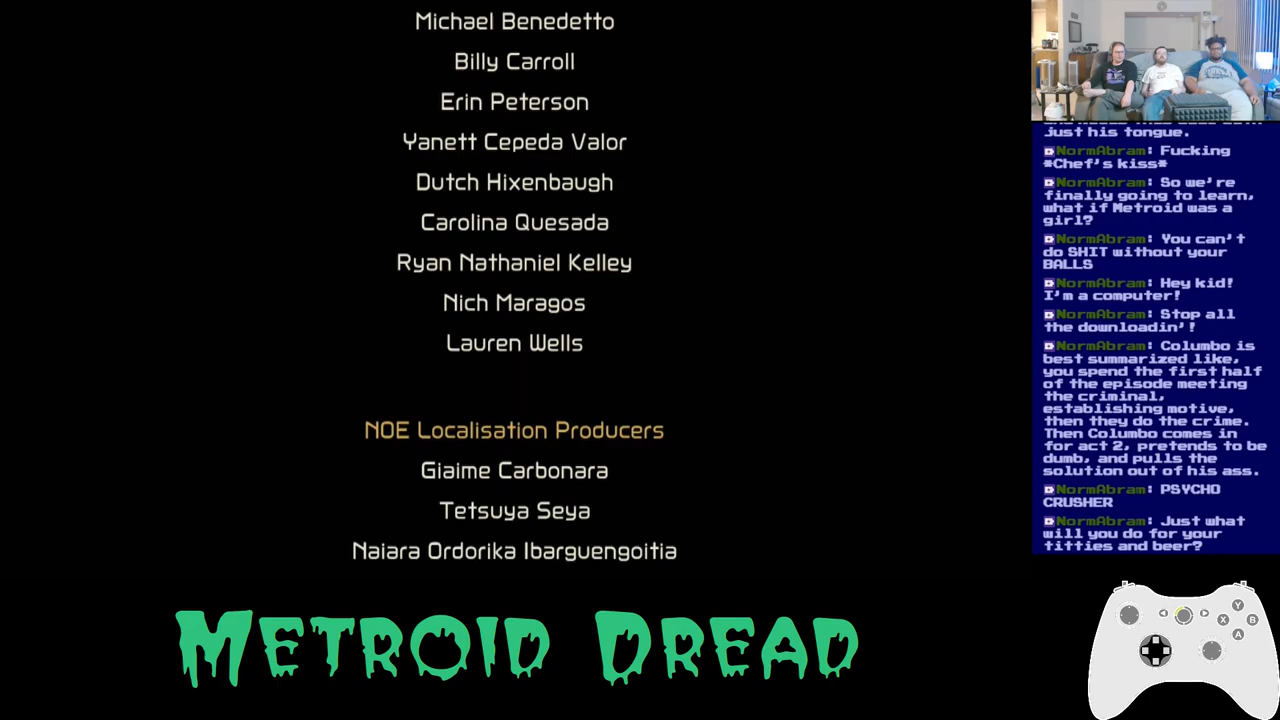 Michael Benedetto
Billy Carroll
Erin Peterson
Yanett Cepeda Valor
Dutch Hixenbaugh
Carolina Quesada
Ryan Nathaniel Kelley
Nich Maragos
Lauren Wells
NOE Localisation Producers
Giaime Carbonara
Tetsuya Seya
Naiara Ordorika Ibarguengoitia
METROID DREAD
just his tongue.
NormAbram: Fucking
*Chef's kiss*
NormAbram: So we're
finally going to learn,
what if Metroid was a
girl?
NormAbram: You can't
do SHIT without your
BALLS
NormAbram: Hey kid!
I'm a computer!
NormAbram: Stop all
the downloadin'!
NormAbram: Columbo is
best summarized like,
you spend the first half
of the episode meeting
the criminal,
establishing motive,
then they do the crime.
Then Columbo comes in
for act 2, pretends to be
dumb, and pulls the
solution out of his ass.
NormAbram: PSYCHO
CRUSHER
NormAbram: Just what
will you do for your
titties and beer?
Y
X B
A